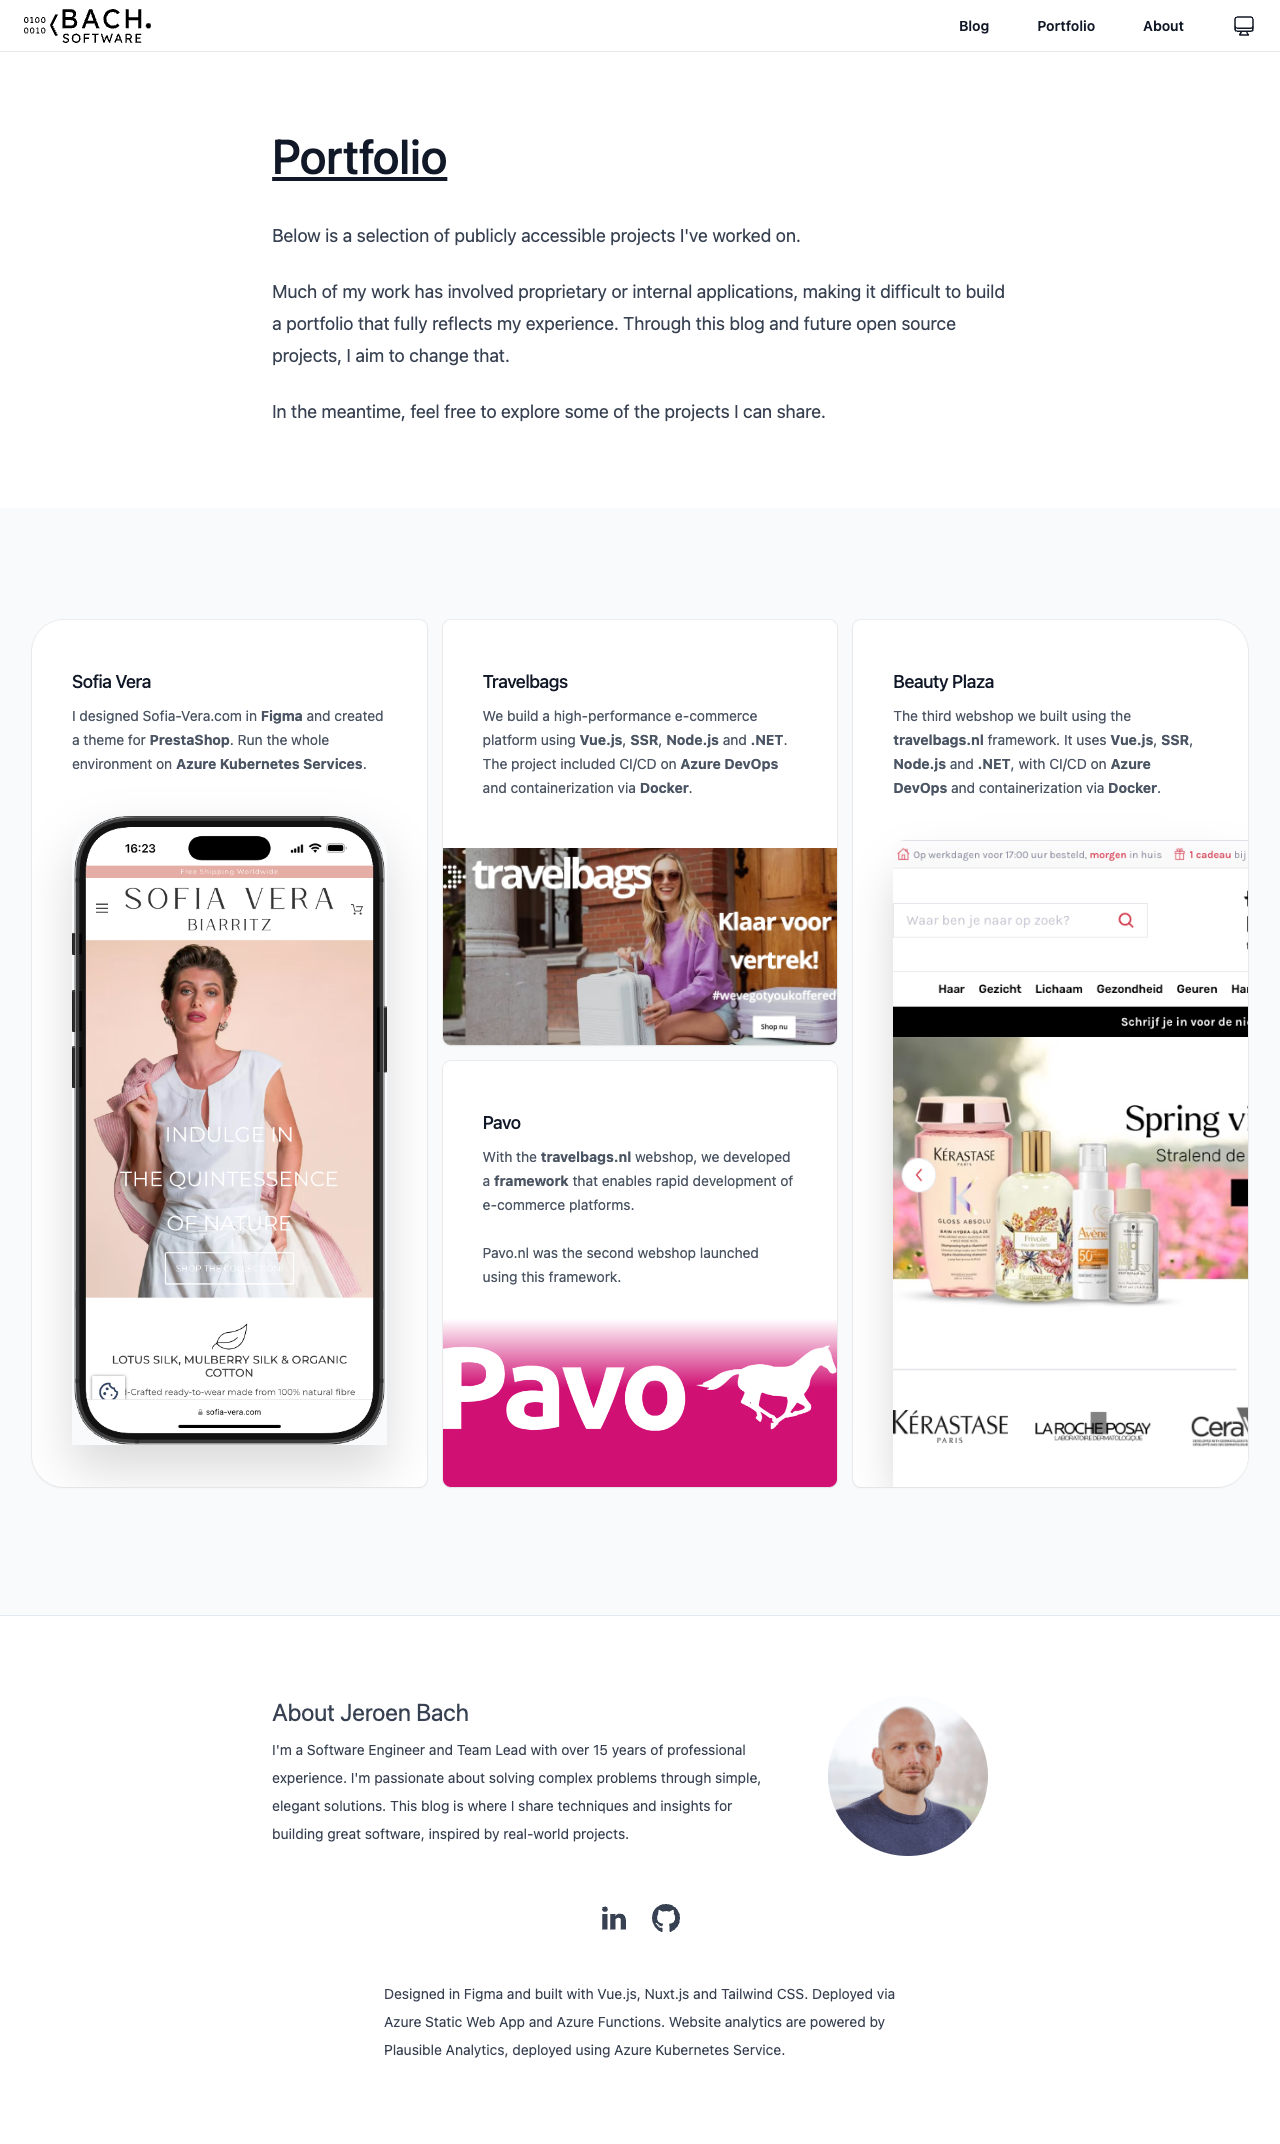 0100
0010
BACH.
SOFTWARE
Blog
Portfolio
About
Portfolio
Below is a selection of publicly accessible projects I've worked on.
Much of my work has involved proprietary or internal applications, making it difficult to build
a portfolio that fully reflects my experience. Through this blog and future open source
projects, I aim to change that.
In the meantime, feel free to explore some of the projects I can share.
Sofia Vera
I designed Sofia-Vera.com in Figma and created
a theme for PrestaShop. Run the whole
environment on Azure Kubernetes Services.
16:23
Free Shipping Worldwide
SOFIA VERA
BIARRITZ
INDULGE IN
THE QUINTESSENCE
OF NATURE
SHOP THE COLLECTION
LOTUS SILK, MULBERRY SILK & ORGANIC
COTTON
-Crafted ready-to-wear made from 100% natural fibre
sofia-vera.com
Travelbags
We build a high-performance e-commerce
platform using Vue.js, SSR, Node.js and .NET.
The project included CI/CD on Azure DevOps
and containerization via Docker.
travelbags
Klaar voor
vertrek!
#wevegotyoukoffered
Shop nu
Pavo
With the travelbags.nl webshop, we developed
a framework that enables rapid development of
e-commerce platforms.
Pavo.nl was the second webshop launched
using this framework.
Pavo
Beauty Plaza
The third webshop we built using the
travelbags.nl framework. It uses Vue.js, SSR,
Node.js and .NET, with CI/CD on Azure
DevOps and containerization via Docker.
Op werkdagen voor 17:00 uur besteld, morgen in huis 1 cadeau bij
Waar ben je naar op zoek?
Haar Gezicht Lichaam Gezondheid Geuren Har
Schrijf je in voor de nie
Spring v
Stralend de
KÉRASTASE
PARIS
GLOSS ABSOLU
Frivole
Avène
50+
KÉRASTASE
PARIS
LA ROCHE POSAY
LABORATOIRE DERMATOLOGIQUE
CeraV
About Jeroen Bach
I'm a Software Engineer and Team Lead with over 15 years of professional
experience. I'm passionate about solving complex problems through simple,
elegant solutions. This blog is where I share techniques and insights for
building great software, inspired by real-world projects.
in
Designed in Figma and built with Vue.js, Nuxt.js and Tailwind CSS. Deployed via
Azure Static Web App and Azure Functions. Website analytics are powered by
Plausible Analytics, deployed using Azure Kubernetes Service.